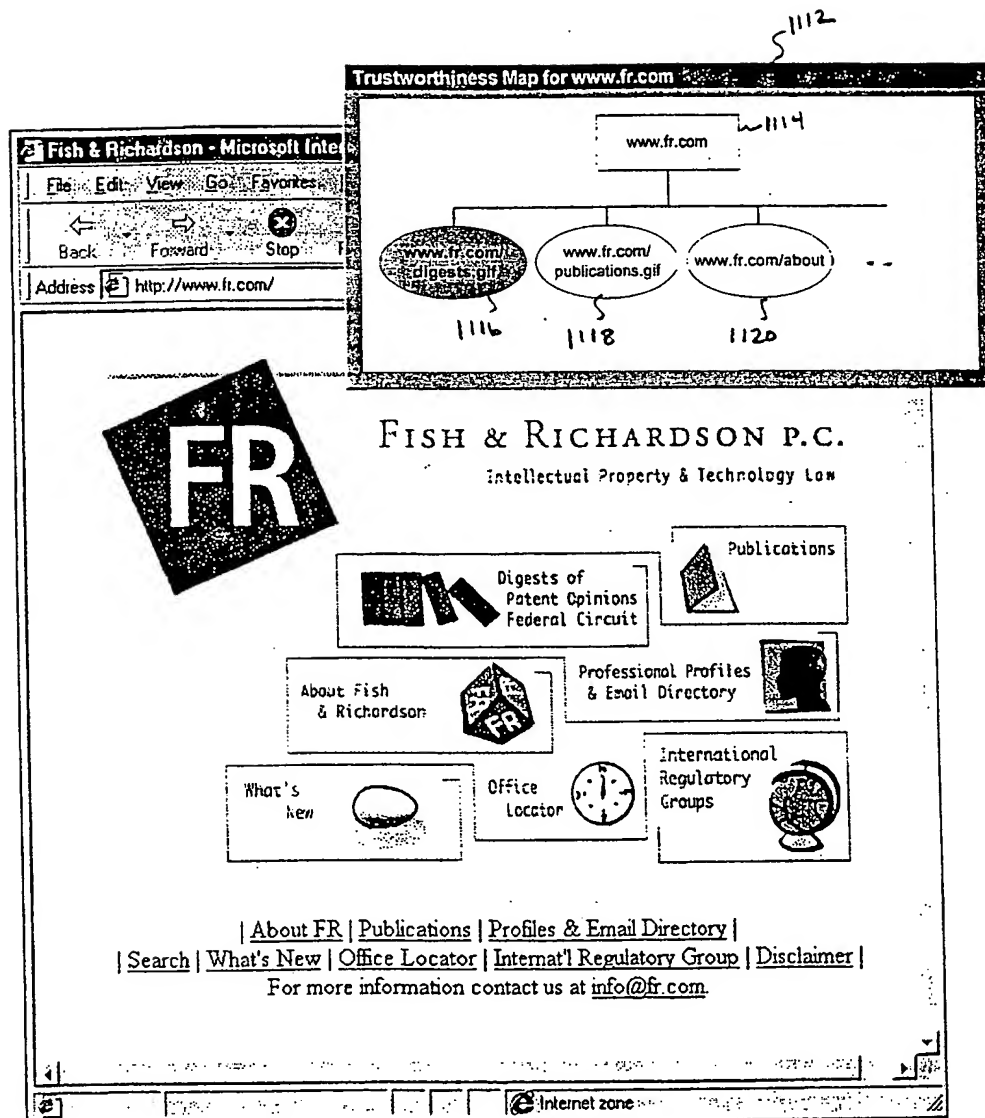 1112
Trustworthiness Map for www.fr.com
www.fr.com
1114
www.fr.com/
digests.gif
www.fr.com/
publications.gif
www.fr.com/about
1116
1118
1120
Fish & Richardson - Microsoft Inte
File Edit View Go Favorites
Back Forward Stop
Address http://www.fr.com/
FR
FISH & RICHARDSON P.C.
Intellectual Property & Technology Law
Publications
Digests of
Patent Opinions
Federal Circuit
Professional Profiles
& Email Directory
About Fish
& Richardson
FR
International
Regulatory
Groups
What's
New
Office
Locator
| About FR | Publications | Profiles & Email Directory |
| Search | What's New | Office Locator | Internat'l Regulatory Group | Disclaimer |
For more information contact us at info@fr.com.
Internet zone